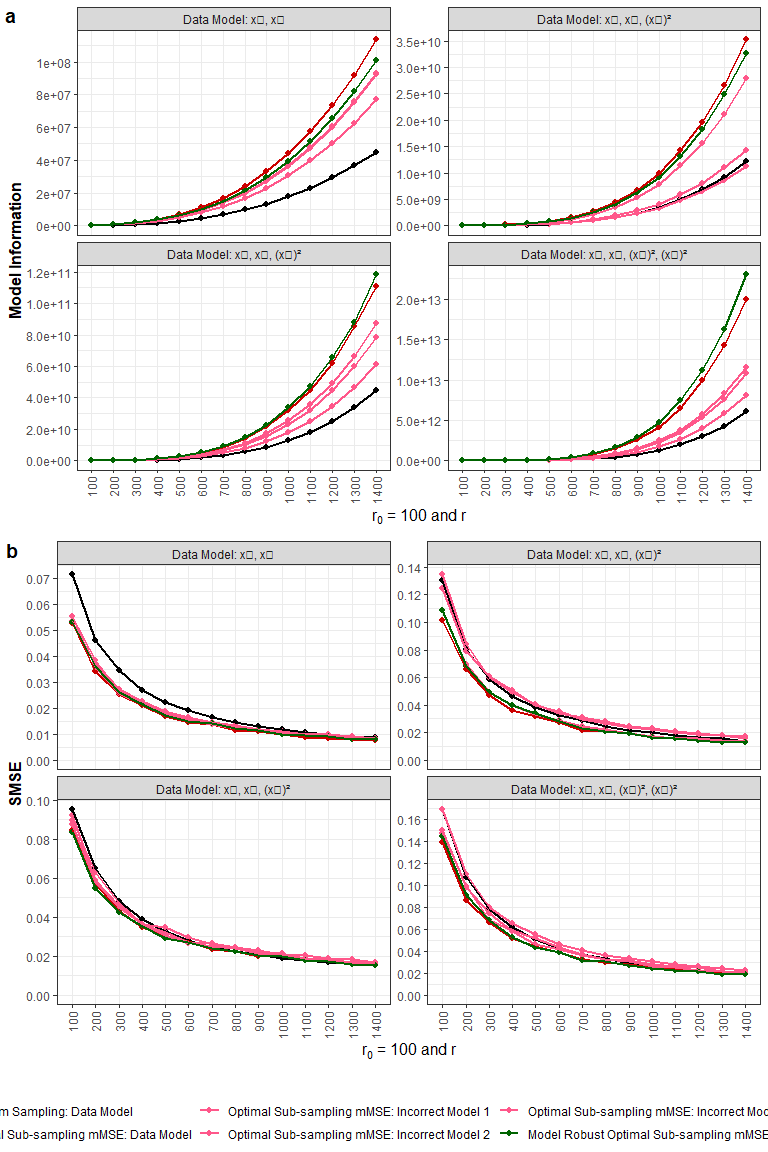 a
Data Model: x▯, x▯
Data Model: x▯, x▯, (x▯)²
Model Information
1e+08
8e+07
6e+07
4e+07
2e+07
0e+00
3.5e+10
3.0e+10
2.5e+10
2.0e+10
1.5e+10
1.0e+10
5.0e+09
0.0e+00
Data Model: x▯, x▯, (x▯)²
Data Model: x▯, x▯, (x▯)², (x▯)²
1.2e+11
1.0e+11
8.0e+10
6.0e+10
4.0e+10
2.0e+10
0.0e+00
2.0e+13
1.5e+13
1.0e+13
5.0e+12
0.0e+00
100 200 300 400 500 600 700 800 900 1000 1100 1200 1300 1400
100 200 300 400 500 600 700 800 900 1000 1100 1200 1300 1400
r₀ = 100 and r
b
Data Model: x▯, x▯
Data Model: x▯, x▯, (x▯)²
SMSE
0.07
0.06
0.05
0.04
0.03
0.02
0.01
0.00
0.14
0.12
0.10
0.08
0.06
0.04
0.02
0.00
Data Model: x▯, x▯, (x▯)²
Data Model: x▯, x▯, (x▯)², (x▯)²
0.10
0.08
0.06
0.04
0.02
0.00
0.16
0.14
0.12
0.10
0.08
0.06
0.04
0.02
0.00
100 200 300 400 500 600 700 800 900 1000 1100 1200 1300 1400
100 200 300 400 500 600 700 800 900 1000 1100 1200 1300 1400
r₀ = 100 and r
m Sampling: Data Model
Optimal Sub-sampling mMSE: Incorrect Model 1
Optimal Sub-sampling mMSE: Incorrect Mo
al Sub-sampling mMSE: Data Model
Optimal Sub-sampling mMSE: Incorrect Model 2
Model Robust Optimal Sub-sampling mMSE